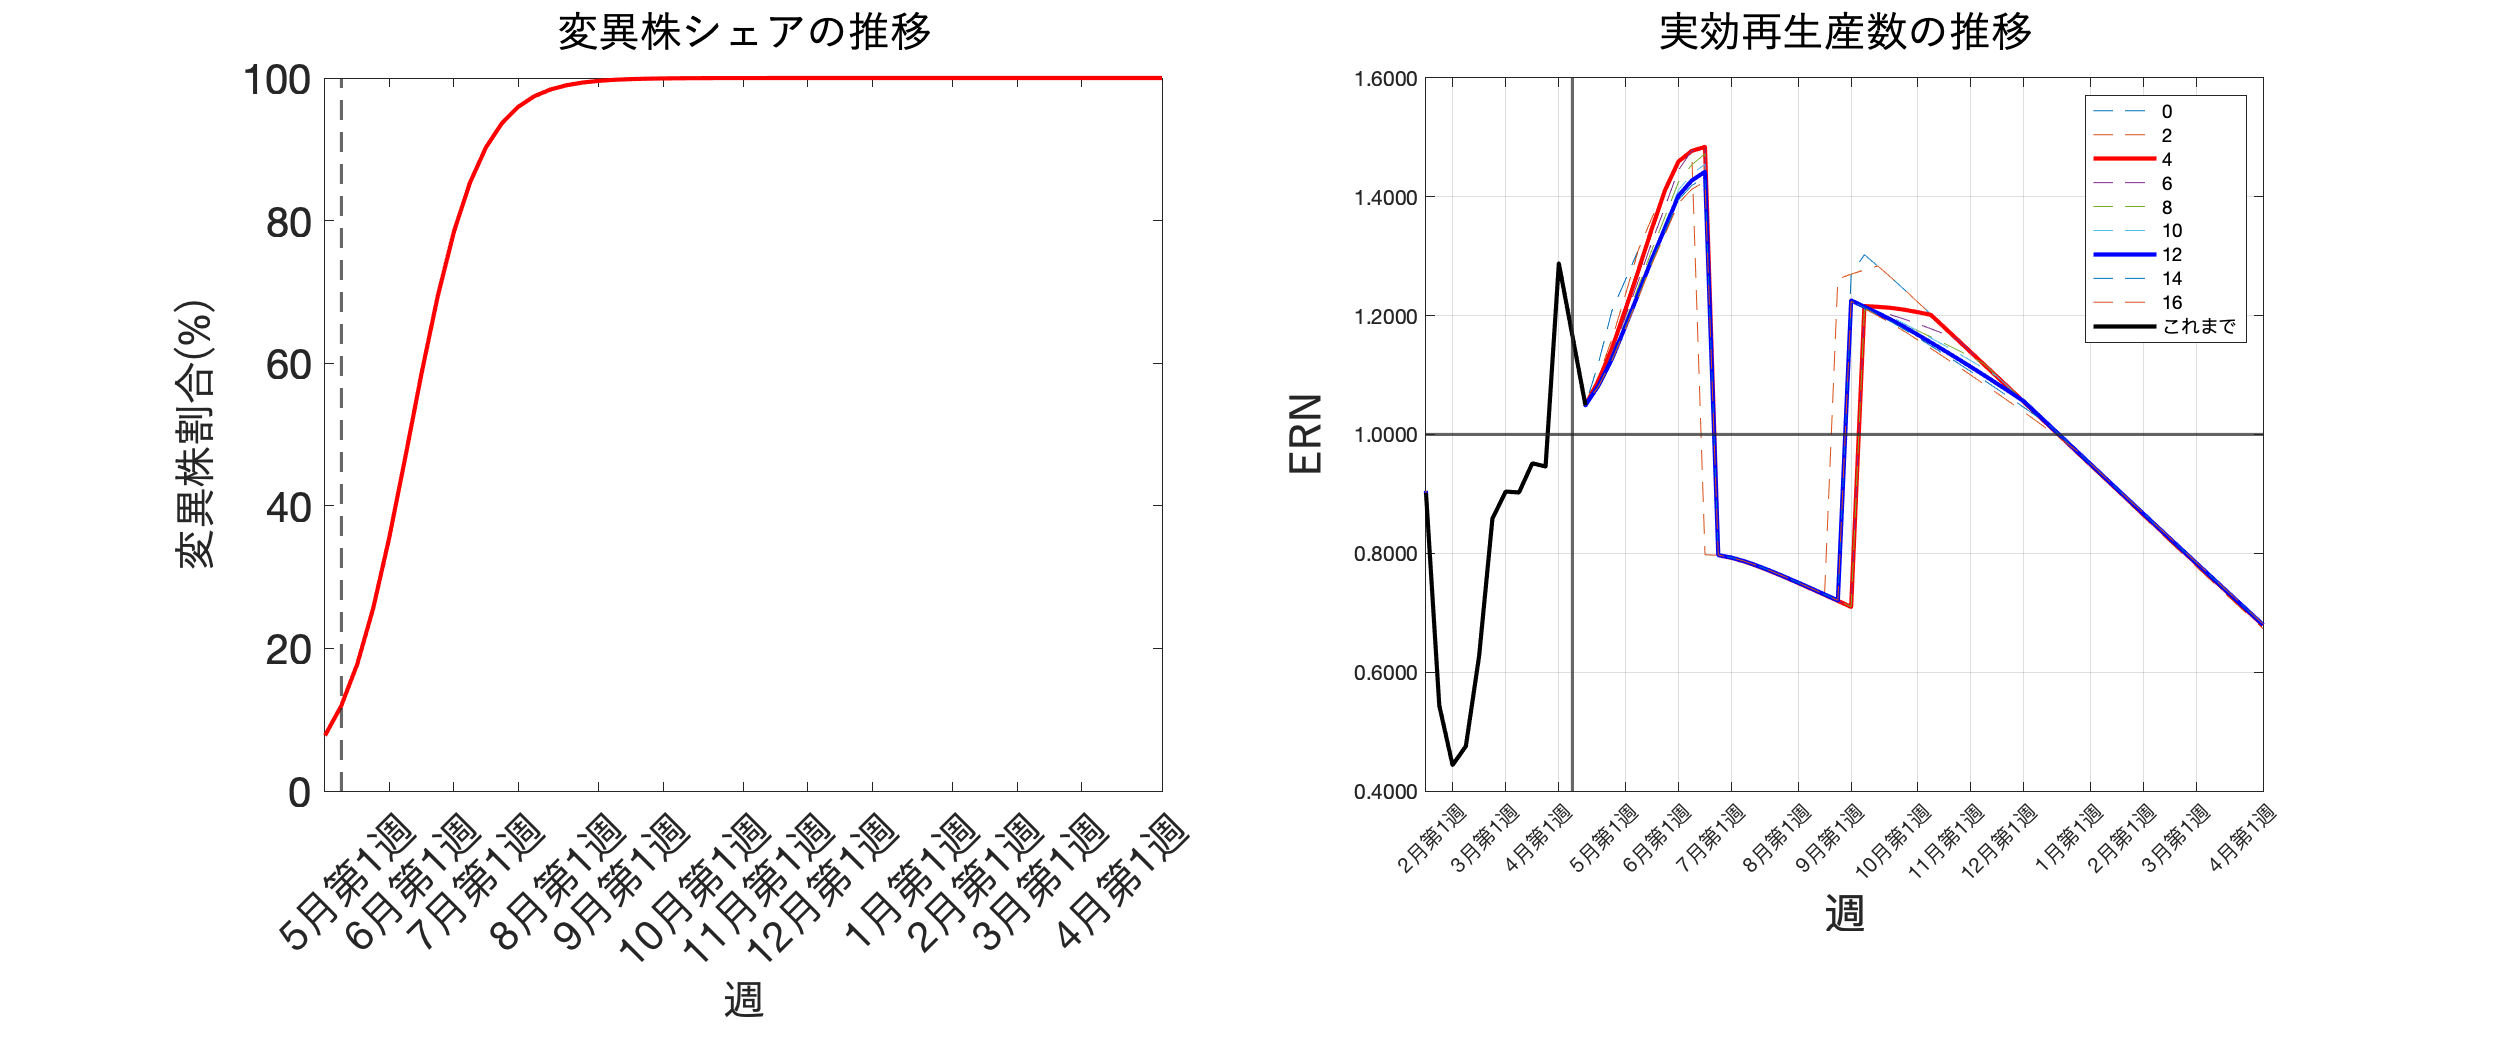 変異株シェアの推移
変異株割合(%)
100
80
60
40
20
0
5月第1週
6月第1週
7月第1週
8月第1週
9月第1週
10月第1週
11月第1週
12月第1週
1月第1週
2月第1週
3月第1週
4月第1週
週
実効再生産数の推移
ERN
1.6000
1.4000
1.2000
1.0000
0.8000
0.6000
0.4000
0
2
4
6
8
10
12
14
16
これまで
2月第1週
3月第1週
4月第1週
5月第1週
6月第1週
7月第1週
8月第1週
9月第1週
10月第1週
11月第1週
12月第1週
1月第1週
2月第1週
3月第1週
4月第1週
週